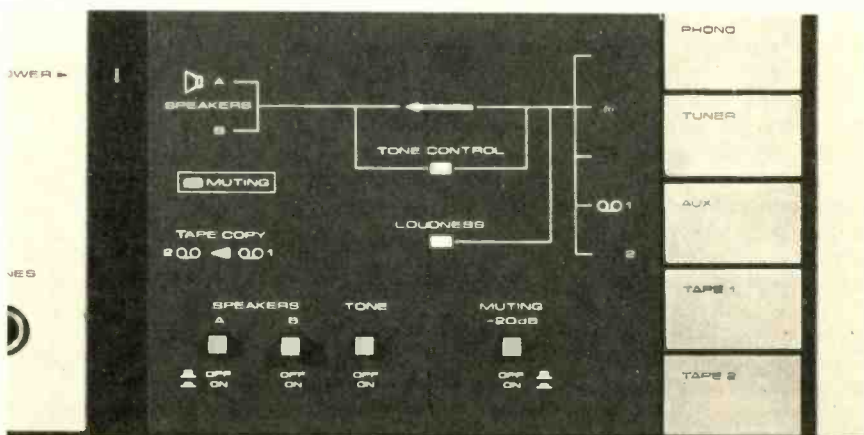 PHONO
OWER
A
SPEAKERS
B
TUNER
TONE CONTROL
MUTING
AUX
1
LOUDNESS
TAPE COPY
2 1
2
NES
TAPE 1
SPEAKERS TONE MUTING
A B -20dB
OFF OFF OFF OFF
ON ON ON ON
TAPE 2